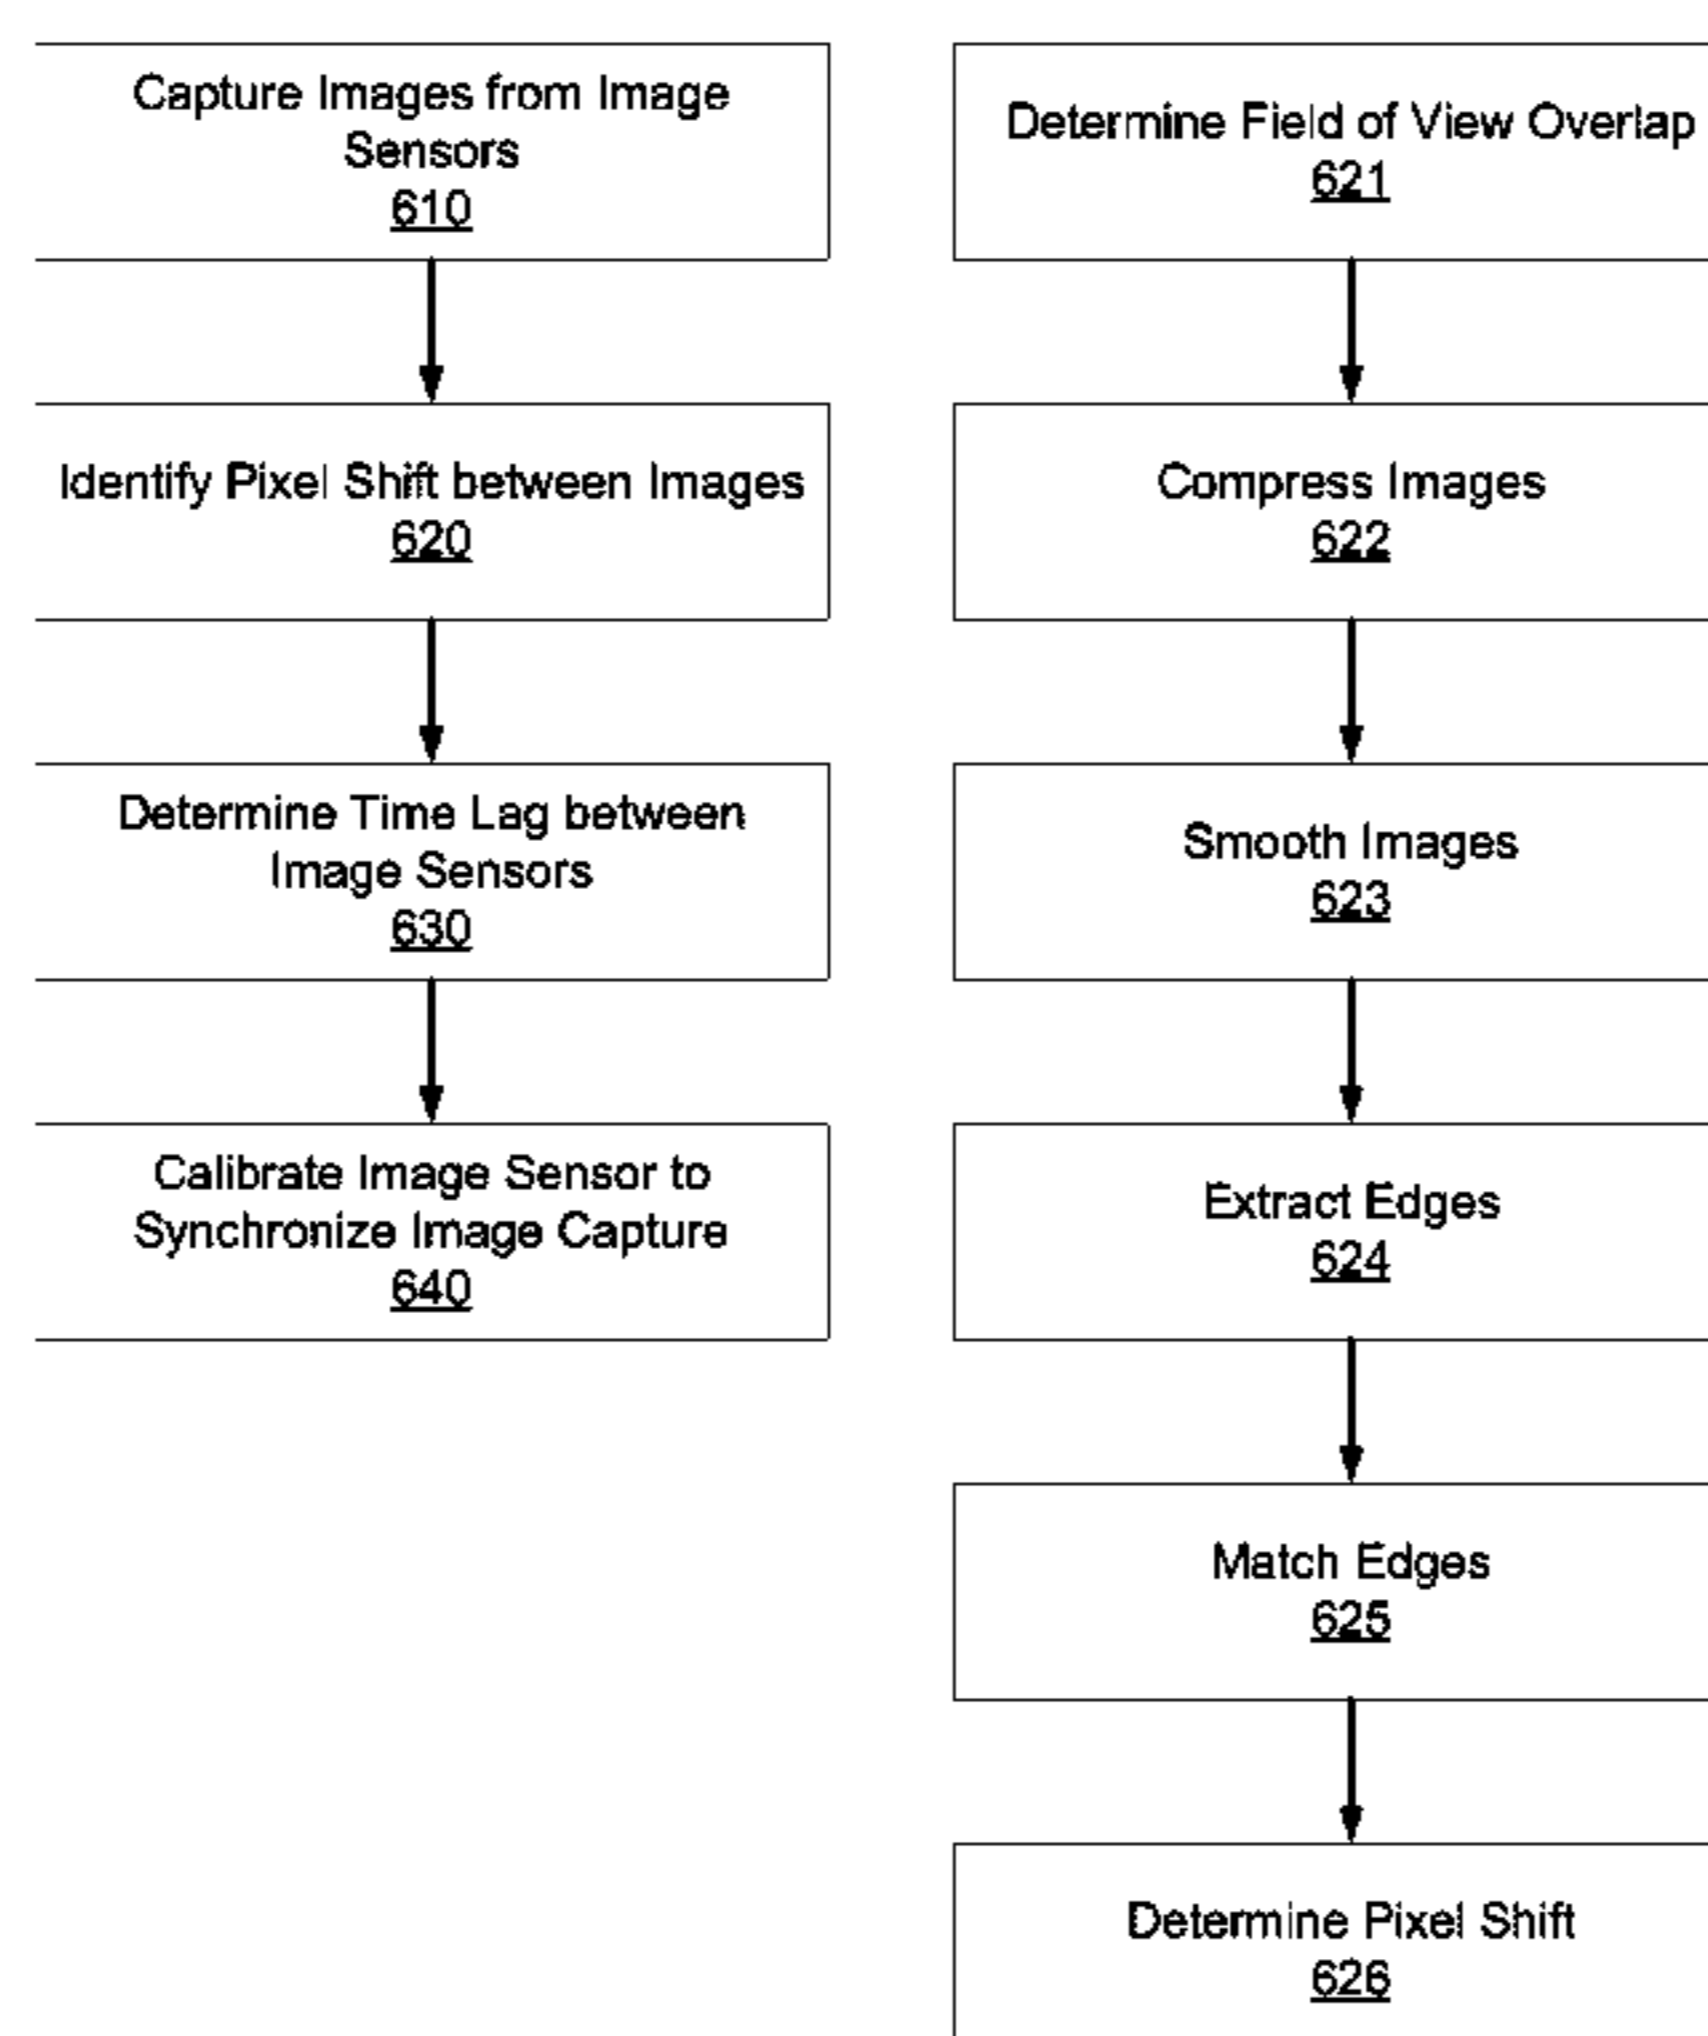 Capture Images from Image
Sensors
610
Identify Pixel Shift between Images
620
Determine Time Lag between
Image Sensors
630
Calibrate Image Sensor to
Synchronize Image Capture
640
Determine Field of View Overlap
621
Compress Images
622
Smooth Images
623
Extract Edges
624
Match Edges
625
Determine Pixel Shift
626